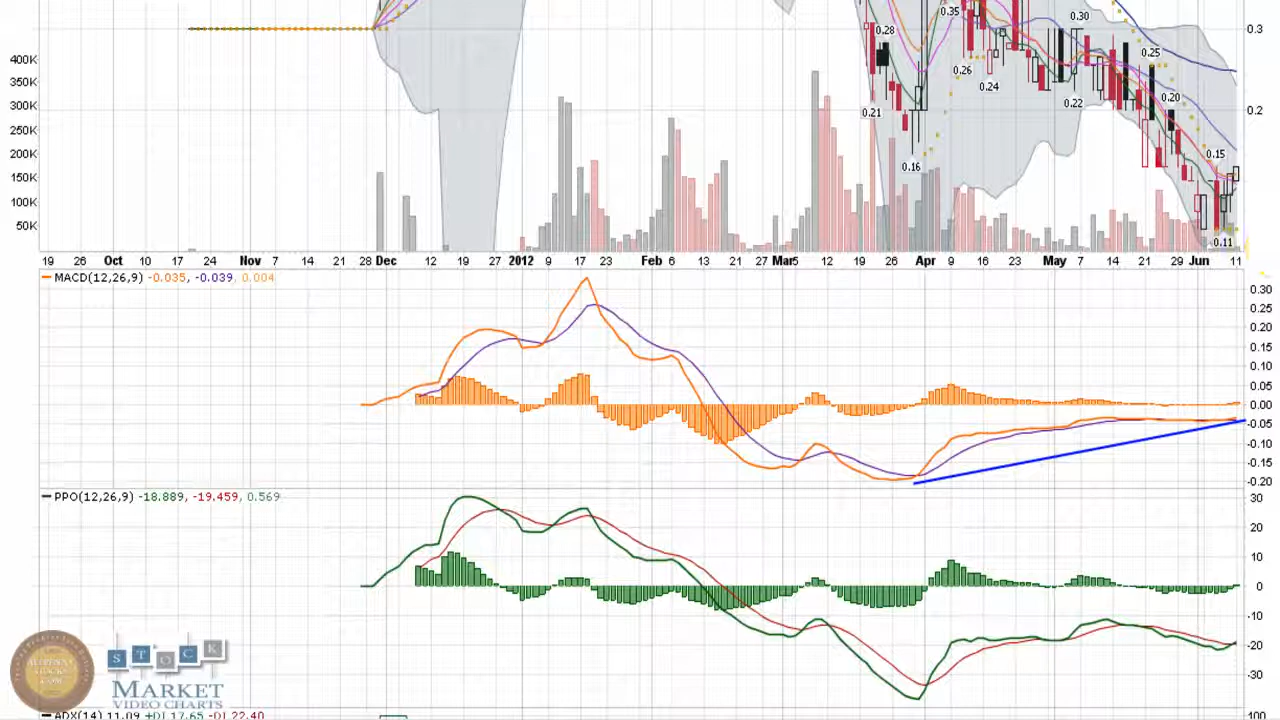 0.35
0.30
0.28
0.3
0.25
400K
0.26
350K
0.24
0.20
300K
0.22
0.21
0.2
250K
200K
0.15
0.16
150K
100K
50K
0.11
19 26 Oct 10 17 24 Nov 7 14 21 28 Dec 12 19 27 2012 9 17 23 Feb 6 13 21 27 Mar 5 12 19 26 Apr 9 16 23 May 7 14 21 29 Jun 11
MACD(12,26,9) -0.035, -0.039, 0.004
0.30
0.25
0.20
0.15
0.10
0.05
0.00
-0.05
-0.10
-0.15
-0.20
PPO(12,26,9) -18.889, -19.459, 0.569
30
20
10
0
-10
-20
-30
STOCK
MARKET
VIDEO CHARTS
ADX(14) 11.09 +DI 17.65 -DI 22.40
100